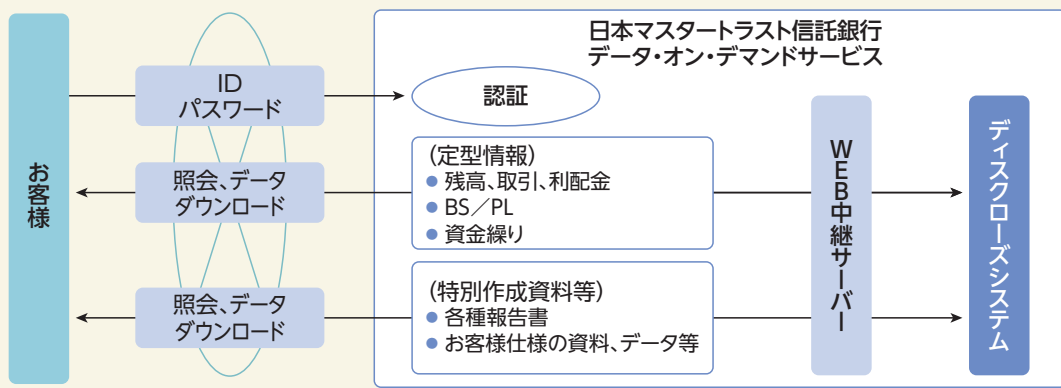 日本マスタートラスト信託銀行
データ・オン・デマンドサービス
お客様
ID
パスワード
認証
照会、データ
ダウンロード
(定型情報)
● 残高、取引、利配金
● BS／PL
● 資金繰り
照会、データ
ダウンロード
(特別作成資料等)
● 各種報告書
● お客様仕様の資料、データ等
WEB中継サーバー
ディスクローズシステム